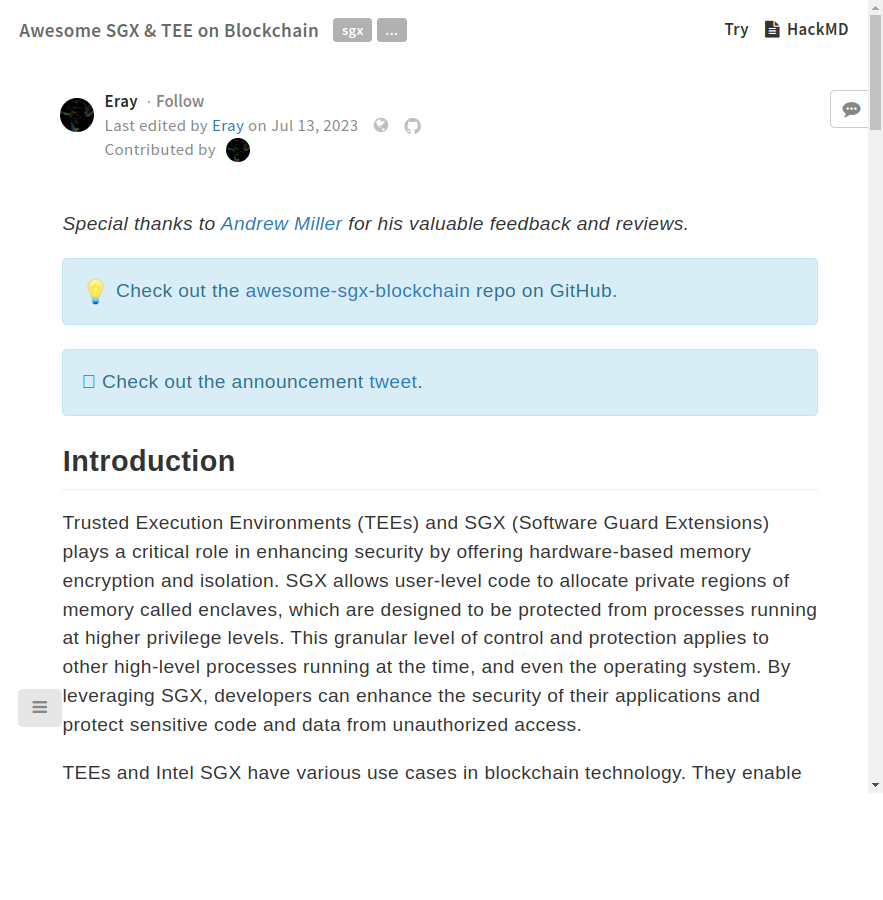 Awesome SGX & TEE on Blockchain sgx ... Try HackMD
Eray · Follow
Last edited by Eray on Jul 13, 2023
Contributed by
Special thanks to Andrew Miller for his valuable feedback and reviews.
💡 Check out the awesome-sgx-blockchain repo on GitHub.
Check out the announcement tweet.
Introduction
Trusted Execution Environments (TEEs) and SGX (Software Guard Extensions)
plays a critical role in enhancing security by offering hardware-based memory
encryption and isolation. SGX allows user-level code to allocate private regions of
memory called enclaves, which are designed to be protected from processes running
at higher privilege levels. This granular level of control and protection applies to
other high-level processes running at the time, and even the operating system. By
leveraging SGX, developers can enhance the security of their applications and
protect sensitive code and data from unauthorized access.
TEEs and Intel SGX have various use cases in blockchain technology. They enable